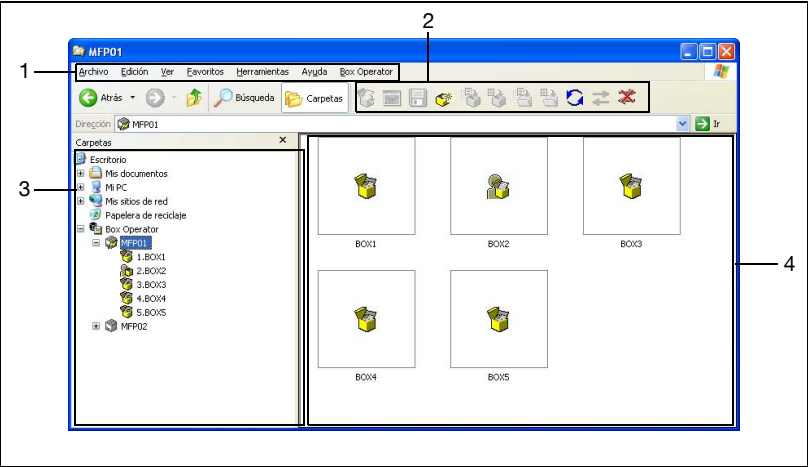 2
MFP01
1
Archivo Edición Ver Favoritos Herramientas Ayuda Box Operator
Atrás Búsqueda Carpetas
Dirección MFP01 Ir
Carpetas
3
Escritorio
Mis documentos
Mi PC
Mis sitios de red
Papelera de reciclaje
Box Operator
MFP01
1.BOX1
2.BOX2
3.BOX3
4.BOX4
5.BOX5
MFP02
BOX1 BOX2 BOX3
4
BOX4 BOX5